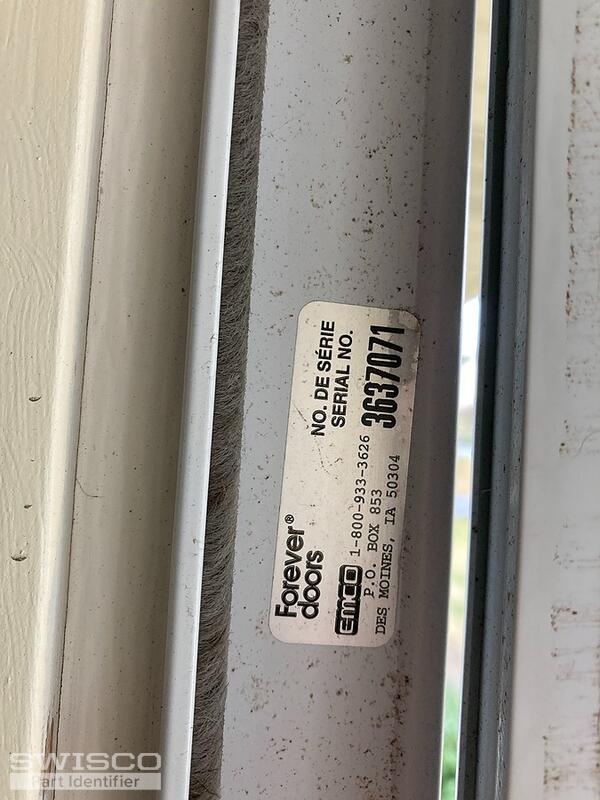 Forever®
doors
NO. DE SÉRIE
SERIAL NO.
EMCO
1-800-933-3626
P.O. BOX 853
DES MOINES, IA 50304
3637071
SWISCO
Part Identifier